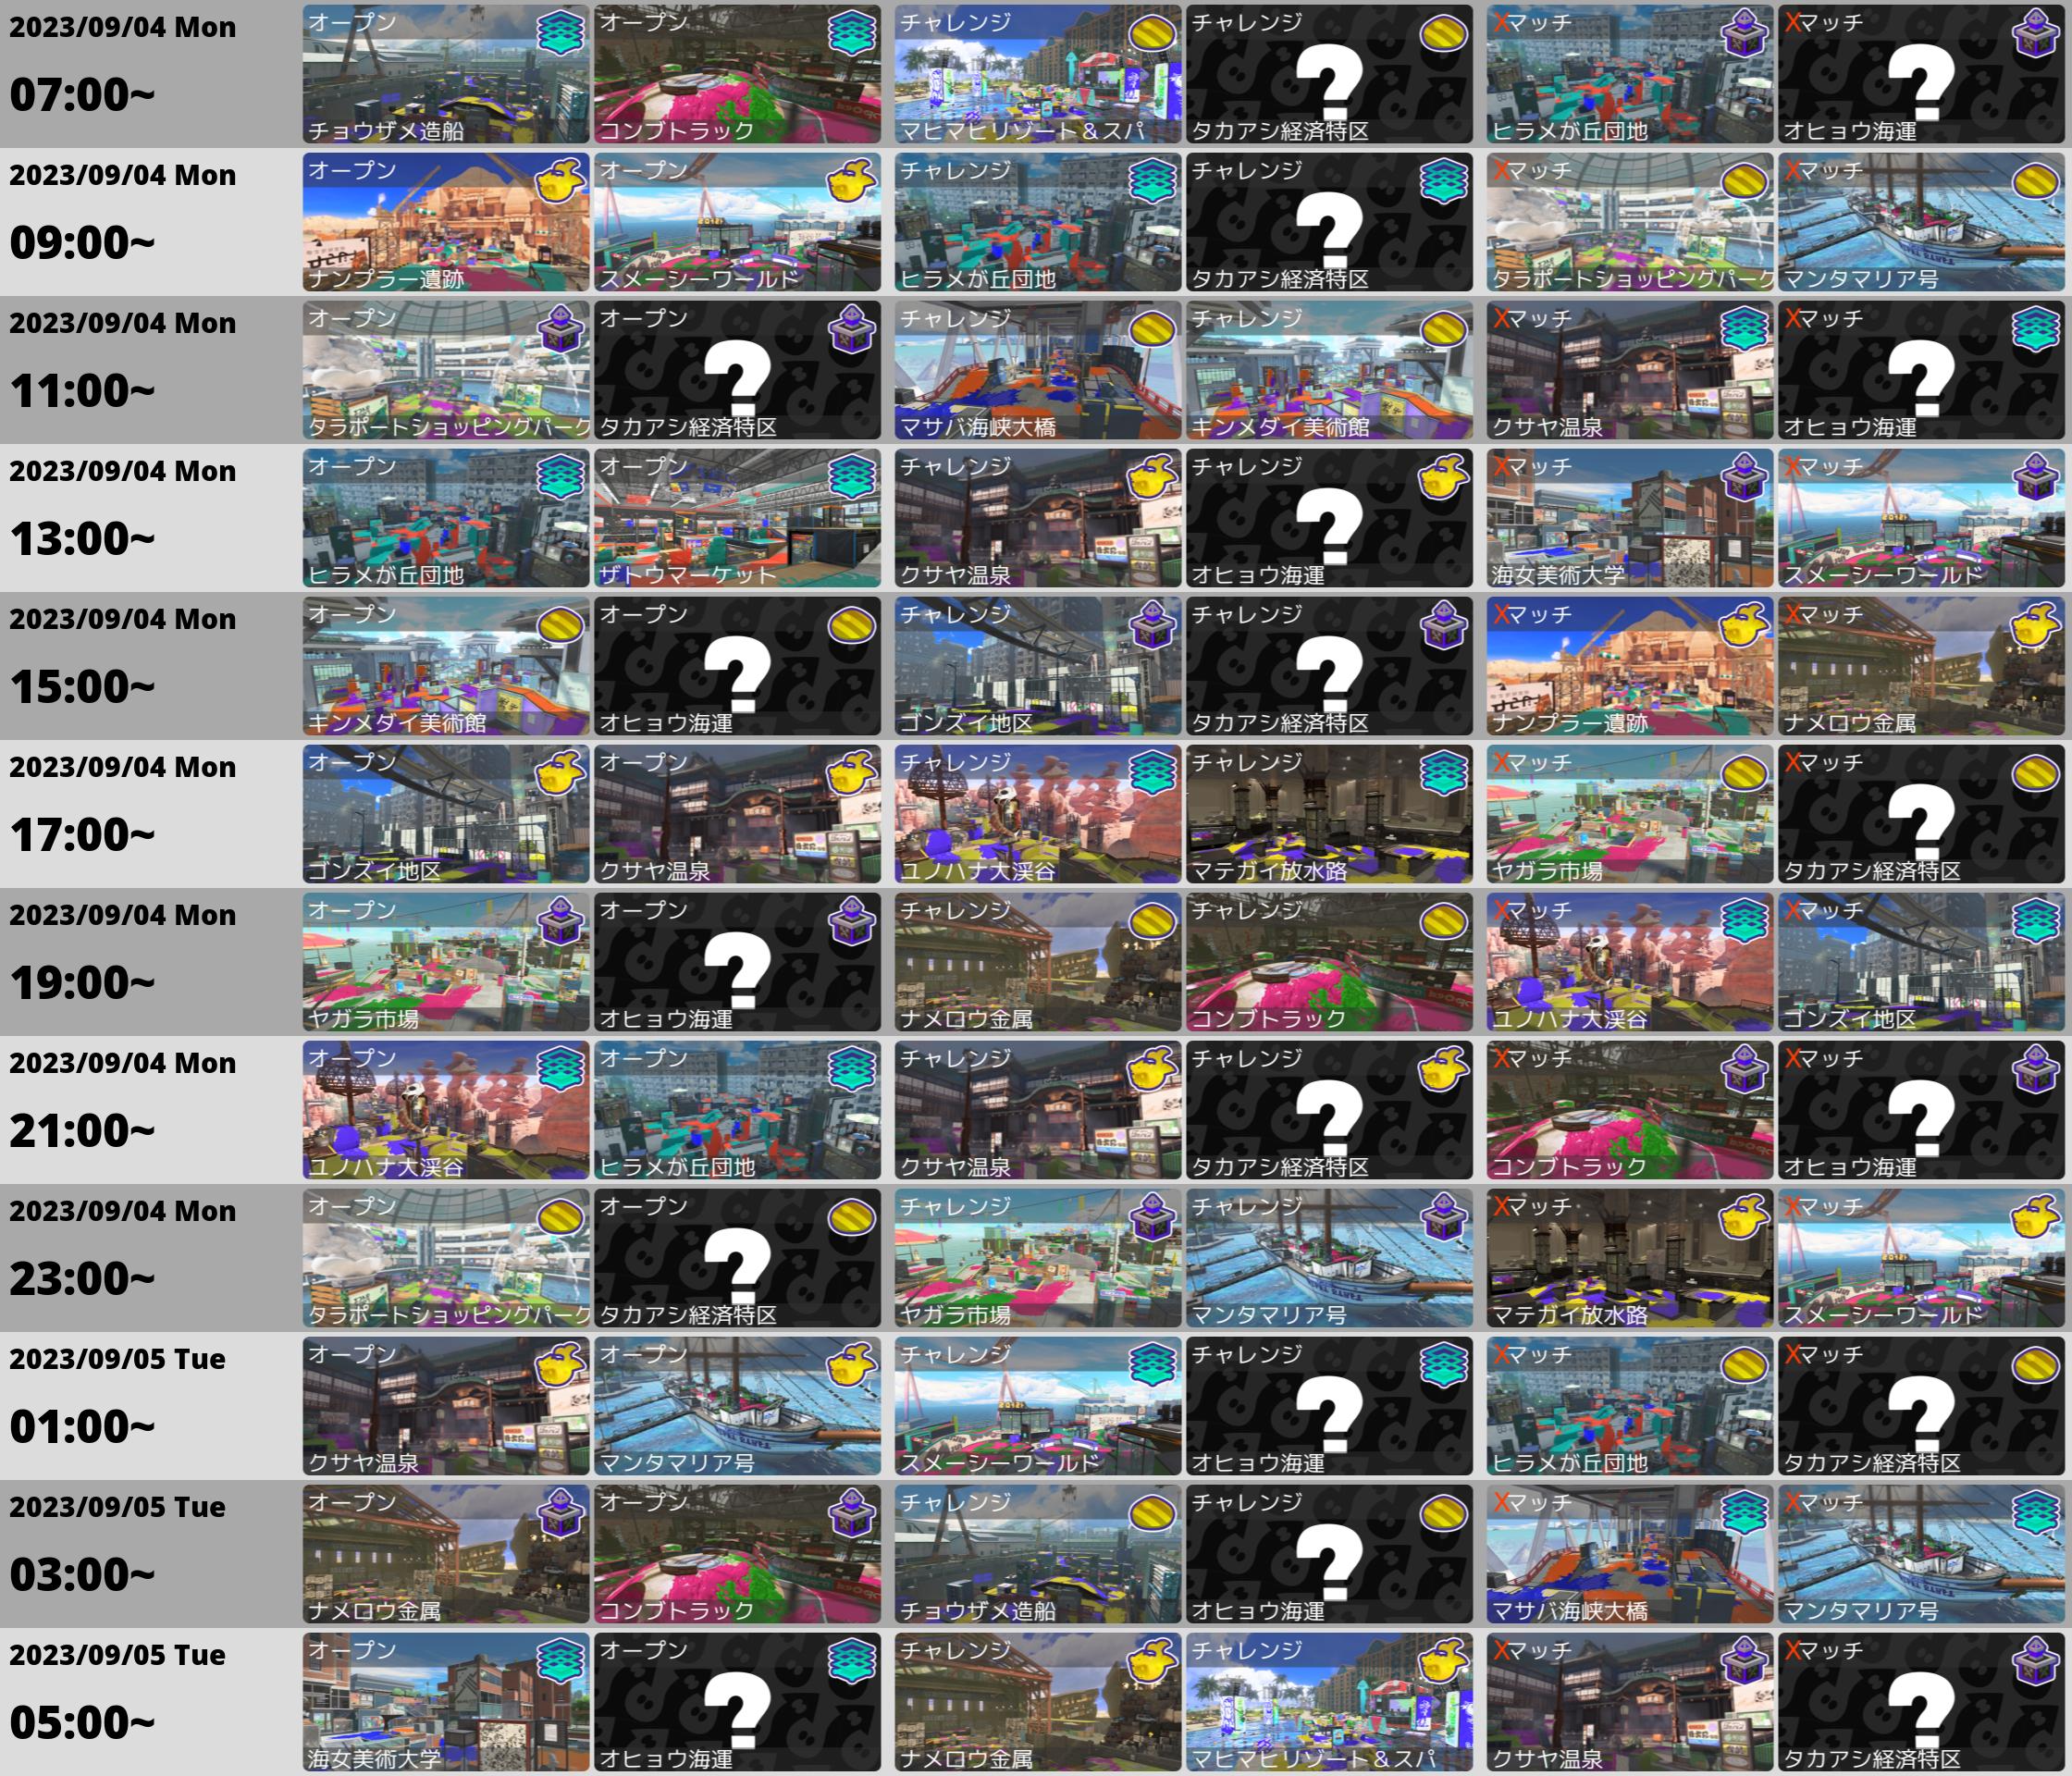 2023/09/04 Mon
07:00~
オープン
チョウザメ造船
オープン
コンブトラック
チャレンジ
マヒマヒリゾート＆スパ
チャレンジ
タカアシ経済特区
Xマッチ
ヒラメが丘団地
Xマッチ
オヒョウ海運
2023/09/04 Mon
09:00~
オープン
ナンプラー遺跡
オープン
スメーシーワールド
チャレンジ
ヒラメが丘団地
チャレンジ
タカアシ経済特区
Xマッチ
タラポートショッピングパーク
Xマッチ
マンタマリア号
2023/09/04 Mon
11:00~
オープン
タラポートショッピングパーク
オープン
タカアシ経済特区
チャレンジ
マサバ海峡大橋
チャレンジ
キンメダイ美術館
Xマッチ
クサヤ温泉
Xマッチ
オヒョウ海運
2023/09/04 Mon
13:00~
オープン
ヒラメが丘団地
オープン
ザトウマーケット
チャレンジ
クサヤ温泉
チャレンジ
オヒョウ海運
Xマッチ
海女美術大学
Xマッチ
スメーシーワールド
2023/09/04 Mon
15:00~
オープン
キンメダイ美術館
オープン
オヒョウ海運
チャレンジ
ゴンズイ地区
チャレンジ
タカアシ経済特区
Xマッチ
ナンプラー遺跡
Xマッチ
ナメロウ金属
2023/09/04 Mon
17:00~
オープン
ゴンズイ地区
オープン
クサヤ温泉
チャレンジ
ユノハナ大渓谷
チャレンジ
マテガイ放水路
Xマッチ
ヤガラ市場
Xマッチ
タカアシ経済特区
2023/09/04 Mon
19:00~
オープン
ヤガラ市場
オープン
オヒョウ海運
チャレンジ
ナメロウ金属
チャレンジ
コンブトラック
Xマッチ
ユノハナ大渓谷
Xマッチ
ゴンズイ地区
2023/09/04 Mon
21:00~
オープン
ユノハナ大渓谷
オープン
ヒラメが丘団地
チャレンジ
クサヤ温泉
チャレンジ
タカアシ経済特区
Xマッチ
コンブトラック
Xマッチ
オヒョウ海運
2023/09/04 Mon
23:00~
オープン
タラポートショッピングパーク
オープン
タカアシ経済特区
チャレンジ
ヤガラ市場
チャレンジ
マンタマリア号
Xマッチ
マテガイ放水路
Xマッチ
スメーシーワールド
2023/09/05 Tue
01:00~
オープン
クサヤ温泉
オープン
マンタマリア号
チャレンジ
スメーシーワールド
チャレンジ
オヒョウ海運
Xマッチ
ヒラメが丘団地
Xマッチ
タカアシ経済特区
2023/09/05 Tue
03:00~
オープン
ナメロウ金属
オープン
コンブトラック
チャレンジ
チョウザメ造船
チャレンジ
オヒョウ海運
Xマッチ
マサバ海峡大橋
Xマッチ
マンタマリア号
2023/09/05 Tue
05:00~
オープン
海女美術大学
オープン
オヒョウ海運
チャレンジ
ナメロウ金属
チャレンジ
マヒマヒリゾート＆スパ
Xマッチ
クサヤ温泉
Xマッチ
タカアシ経済特区